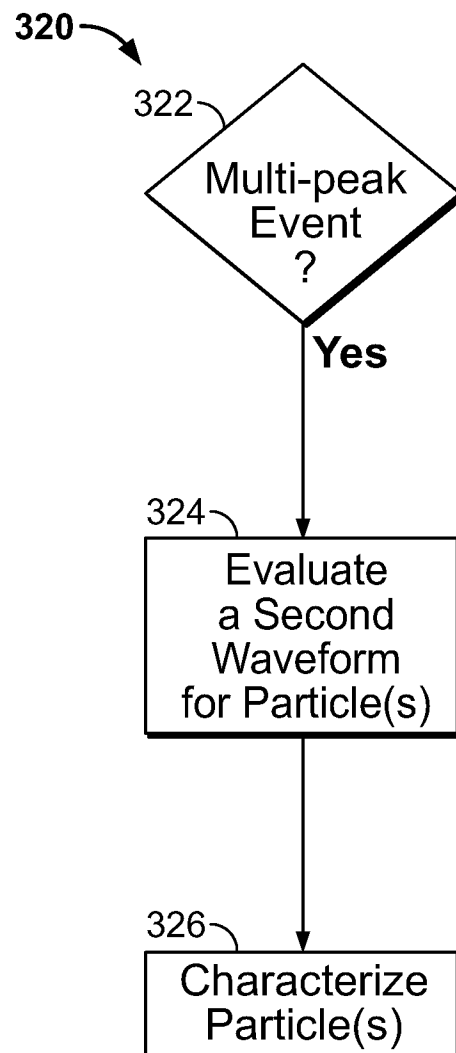 320
322
Multi-peak
Event
?
Yes
324
Evaluate
a Second
Waveform
for Particle(s)
326
Characterize
Particle(s)